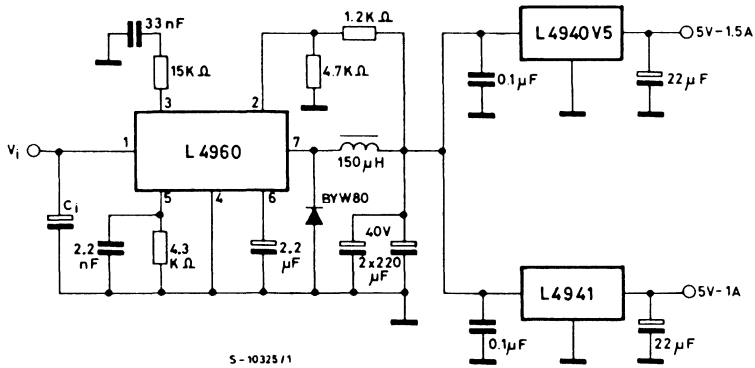 33nF
1.2KΩ
L4940V5
5V-1.5A
15KΩ
4.7KΩ
0.1μF
22μF
3
2
Vi
1
L4960
7
150μH
5
4
6
BYW80
Ci
40V
2.2
nF
4.3
KΩ
2.2
μF
2x220
μF
L4941
5V-1A
0.1μF
22μF
S-10325/1